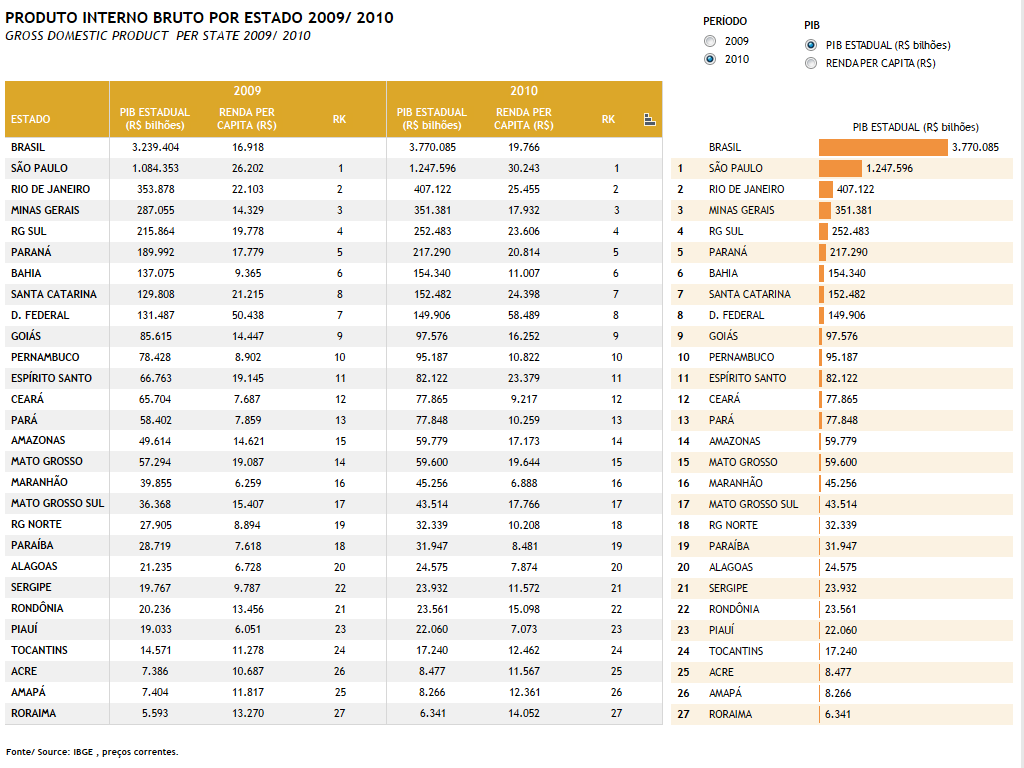 PRODUTO INTERNO BRUTO POR ESTADO 2009/ 2010
GROSS DOMESTIC PRODUCT PER STATE 2009/ 2010
PERÍODO
2009
2010
PIB
PIB ESTADUAL (R$ bilhões)
RENDA PER CAPITA (R$)
2009 2010
ESTADO PIB ESTADUAL (R$ bilhões) RENDA PER CAPITA (R$) RK PIB ESTADUAL (R$ bilhões) RENDA PER CAPITA (R$) RK
BRASIL 3.239.404 16.918 3.770.085 19.766
SÃO PAULO 1.084.353 26.202 1 1.247.596 30.243 1
RIO DE JANEIRO 353.878 22.103 2 407.122 25.455 2
MINAS GERAIS 287.055 14.329 3 351.381 17.932 3
RG SUL 215.864 19.778 4 252.483 23.606 4
PARANÁ 189.992 17.779 5 217.290 20.814 5
BAHIA 137.075 9.365 6 154.340 11.007 6
SANTA CATARINA 129.808 21.215 8 152.482 24.398 7
D. FEDERAL 131.487 50.438 7 149.906 58.489 8
GOIÁS 85.615 14.447 9 97.576 16.252 9
PERNAMBUCO 78.428 8.902 10 95.187 10.822 10
ESPÍRITO SANTO 66.763 19.145 11 82.122 23.379 11
CEARÁ 65.704 7.687 12 77.865 9.217 12
PARÁ 58.402 7.859 13 77.848 10.259 13
AMAZONAS 49.614 14.621 15 59.779 17.173 14
MATO GROSSO 57.294 19.087 14 59.600 19.644 15
MARANHÃO 39.855 6.259 16 45.256 6.888 16
MATO GROSSO SUL 36.368 15.407 17 43.514 17.766 17
RG NORTE 27.905 8.894 19 32.339 10.208 18
PARAÍBA 28.719 7.618 18 31.947 8.481 19
ALAGOAS 21.235 6.728 20 24.575 7.874 20
SERGIPE 19.767 9.787 22 23.932 11.572 21
RONDÔNIA 20.236 13.456 21 23.561 15.098 22
PIAUÍ 19.033 6.051 23 22.060 7.073 23
TOCANTINS 14.571 11.278 24 17.240 12.462 24
ACRE 7.386 10.687 26 8.477 11.567 25
AMAPÁ 7.404 11.817 25 8.266 12.361 26
RORAIMA 5.593 13.270 27 6.341 14.052 27
PIB ESTADUAL (R$ bilhões)
BRASIL 3.770.085
1 SÃO PAULO 1.247.596
2 RIO DE JANEIRO 407.122
3 MINAS GERAIS 351.381
4 RG SUL 252.483
5 PARANÁ 217.290
6 BAHIA 154.340
7 SANTA CATARINA 152.482
8 D. FEDERAL 149.906
9 GOIÁS 97.576
10 PERNAMBUCO 95.187
11 ESPÍRITO SANTO 82.122
12 CEARÁ 77.865
13 PARÁ 77.848
14 AMAZONAS 59.779
15 MATO GROSSO 59.600
16 MARANHÃO 45.256
17 MATO GROSSO SUL 43.514
18 RG NORTE 32.339
19 PARAÍBA 31.947
20 ALAGOAS 24.575
21 SERGIPE 23.932
22 RONDÔNIA 23.561
23 PIAUÍ 22.060
24 TOCANTINS 17.240
25 ACRE 8.477
26 AMAPÁ 8.266
27 RORAIMA 6.341
Fonte/ Source: IBGE , preços correntes.